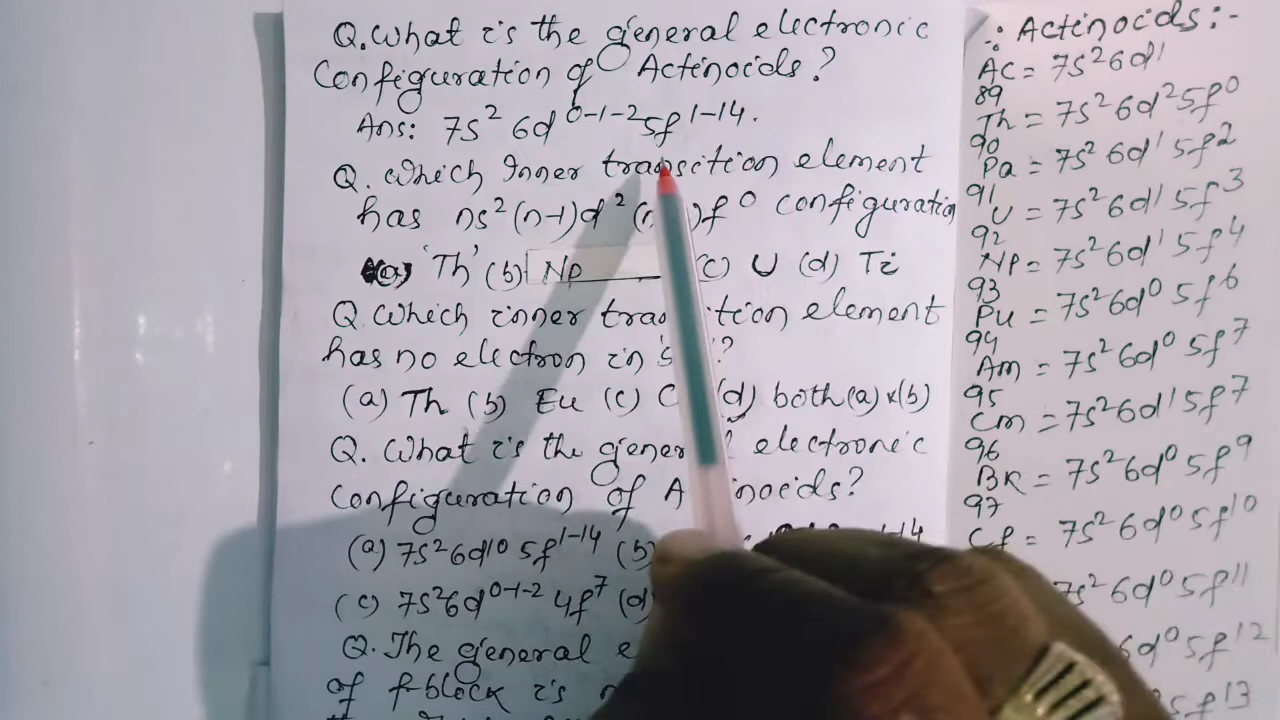 Q. What is the general electronic
Configuration of Actinoids?
Ans: 7s² 6d⁰⁻¹⁻² 5f¹⁻¹⁴.
Q. Which Inner transition element
has ns² (n-1)d² ( )f⁰ configuration
(a) 'Th' (b) Np (c) U (d) Ti
Q. Which inner tra ition element
has no electron in ?
(a) Th (b) Eu (c) (d) both (a) & (b)
Q. What is the general electronic
Configuration of A inoids?
(a) 7s² 6d¹⁰ 5f¹⁻¹⁴ (b) 14
(c) 7s² 6d⁰⁻¹⁻² 4f⁷ (d)
Q. The general
of f-block is
∴ Actinoids:-
Ac = 7s² 6d¹
89
Th = 7s² 6d² 5f⁰
90
Pa = 7s² 6d¹ 5f²
91
U = 7s² 6d¹ 5f³
92
Np = 7s² 6d¹ 5f⁴
93
Pu = 7s² 6d⁰ 5f⁶
94
Am = 7s² 6d⁰ 5f⁷
95
Cm = 7s² 6d¹ 5f⁷
96
BK = 7s² 6d⁰ 5f⁹
97
Cf = 7s² 6d⁰ 5f¹⁰
7s² 6d⁰ 5f¹¹
6d⁰ 5f¹²
5f¹³